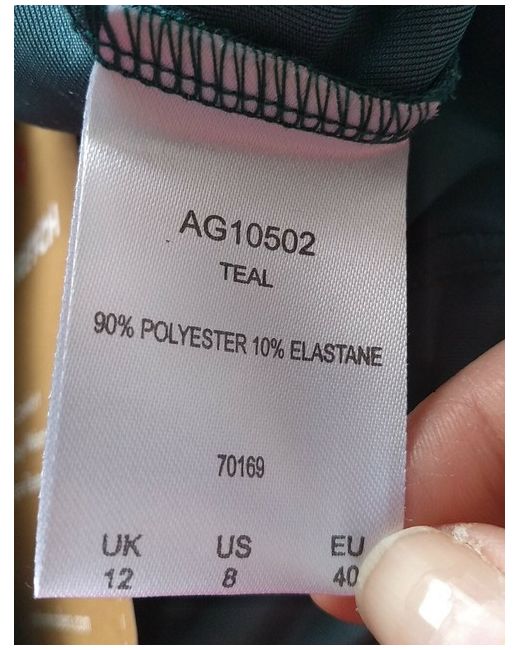 AG10502
TEAL
90% POLYESTER 10% ELASTANE
70169
UK US EU
12 8 40